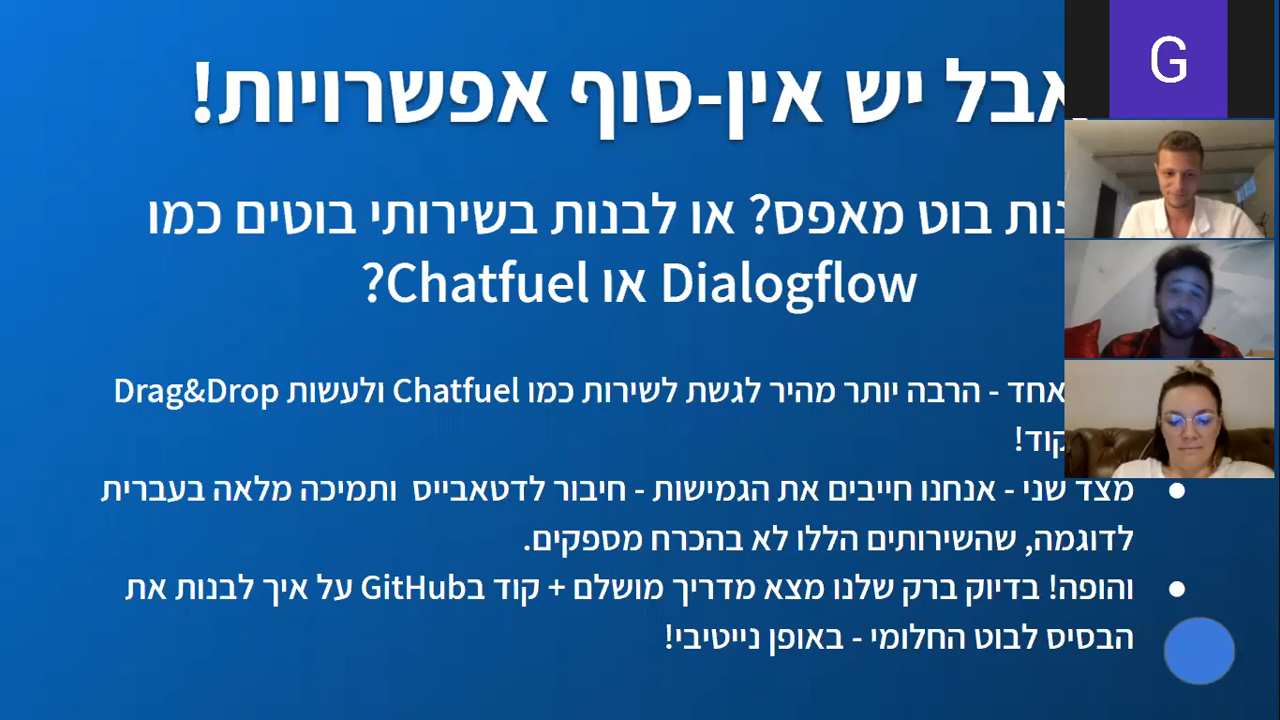 אבל יש אין-סוף אפשרויות!
בוט מאפס? או לבנות בשירותי בוטים כמו
Dialogflow או Chatfuel?
אחד - הרבה יותר מהיר לגשת לשירות כמו Chatfuel ולעשות Drag&Drop
מצד שני - אנחנו חייבים את הגמישות - חיבור לדטאבייס ותמיכה מלאה בעברית
לדוגמה, שהשירותים הללו לא בהכרח מספקים.
והופה! בדיוק ברק שלנו מצא מדריך מושלם + קוד בGitHub על איך לבנות את
הבסיס לבוט החלומי - באופן נייטיבי!
G